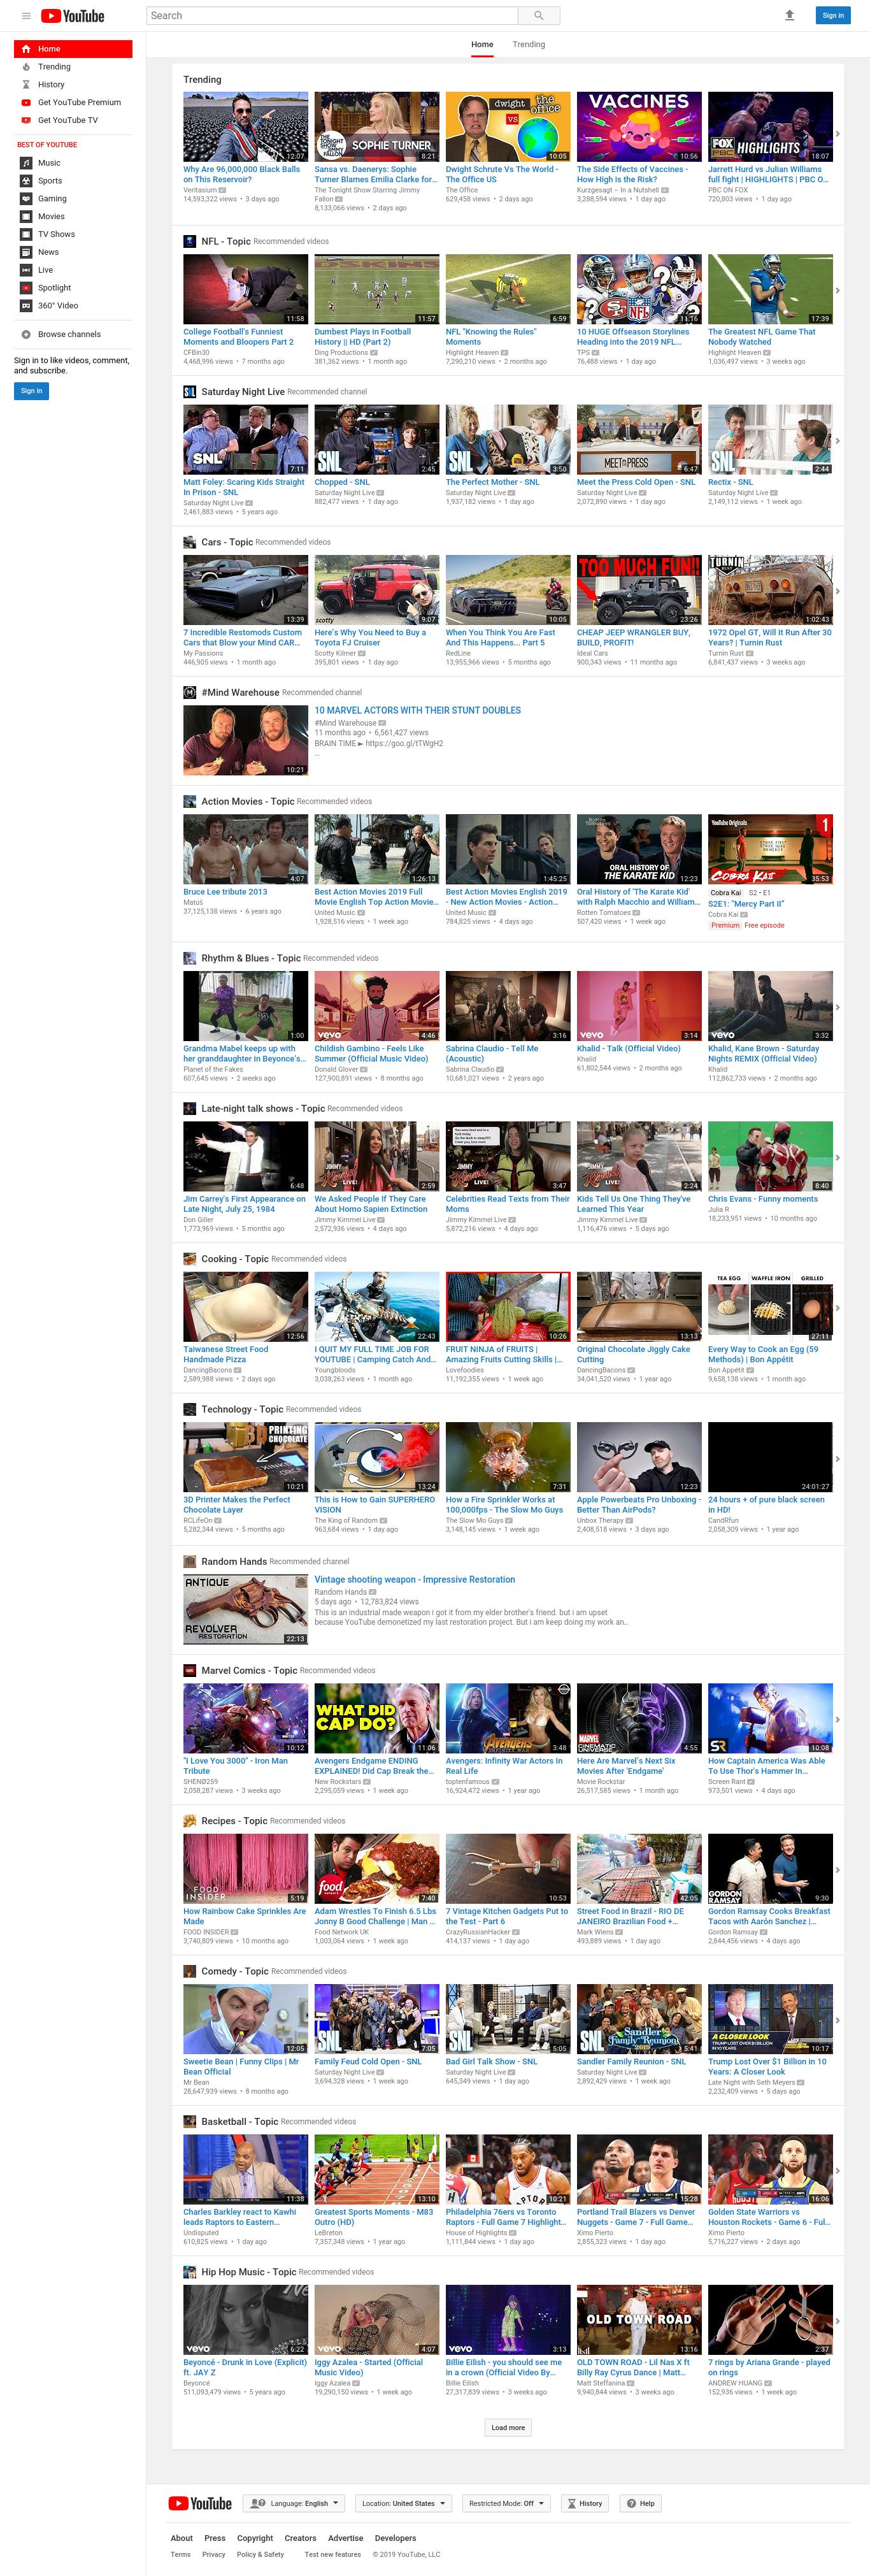 YouTube
Search
Sign in
Home
Trending
History
Get YouTube Premium
Get YouTube TV
BEST OF YOUTUBE
Music
Sports
Gaming
Movies
TV Shows
News
Live
Spotlight
360° Video
Browse channels
Sign in to like videos, comment,
and subscribe.
Sign in
Home Trending
Trending
12:07
Why Are 96,000,000 Black Balls
on This Reservoir?
Veritasium
14,593,322 views • 3 days ago
SOPHIE TURNER
8:21
Sansa vs. Daenerys: Sophie
Turner Blames Emilia Clarke for...
The Tonight Show Starring Jimmy
Fallon
8,133,066 views • 2 days ago
dwight
vs
the office
10:05
Dwight Schrute Vs The World -
The Office US
The Office
629,458 views • 2 days ago
VACCINES
10:56
The Side Effects of Vaccines -
How High is the Risk?
Kurzgesagt – In a Nutshell
3,288,594 views • 1 day ago
FOX
HIGHLIGHTS
18:07
Jarrett Hurd vs Julian Williams
full fight | HIGHLIGHTS | PBC O...
PBC ON FOX
720,803 views • 1 day ago
NFL - Topic Recommended videos
11:58
College Football's Funniest
Moments and Bloopers Part 2
CFBin30
4,468,996 views • 7 months ago
11:57
Dumbest Plays in Football
History || HD (Part 2)
Ding Productions
381,362 views • 1 month ago
6:59
NFL "Knowing the Rules"
Moments
Highlight Heaven
7,290,210 views • 2 months ago
NFL
11:16
10 HUGE Offseason Storylines
Heading into the 2019 NFL...
TPS
76,488 views • 1 day ago
17:39
The Greatest NFL Game That
Nobody Watched
Highlight Heaven
1,036,497 views • 3 weeks ago
Saturday Night Live Recommended channel
SNL
7:11
Matt Foley: Scaring Kids Straight
In Prison - SNL
Saturday Night Live
2,461,883 views • 5 years ago
SNL
2:45
Chopped - SNL
Saturday Night Live
882,477 views • 1 day ago
SNL
3:50
The Perfect Mother - SNL
Saturday Night Live
1,937,182 views • 1 day ago
MEET the PRESS
6:47
Meet the Press Cold Open - SNL
Saturday Night Live
2,072,890 views • 1 day ago
SNL
2:44
Rectix - SNL
Saturday Night Live
2,149,112 views • 1 week ago
Cars - Topic Recommended videos
13:39
7 Incredible Restomods Custom
Cars that Blow your Mind CAR...
My Passions
446,905 views • 1 month ago
scotty
9:07
Here's Why You Need to Buy a
Toyota FJ Cruiser
Scotty Kilmer
395,801 views • 1 day ago
10:05
When You Think You Are Fast
And This Happens... Part 5
RedLine
13,955,966 views • 5 months ago
TOO MUCH FUN!!
23:26
CHEAP JEEP WRANGLER BUY,
BUILD, PROFIT!
Ideal Cars
900,343 views • 11 months ago
TURNIN RUST
1:02:43
1972 Opel GT, Will It Run After 30
Years? | Turnin Rust
Turnin Rust
6,841,437 views • 3 weeks ago
#Mind Warehouse Recommended channel
10:21
10 MARVEL ACTORS WITH THEIR STUNT DOUBLES
#Mind Warehouse
11 months ago • 6,561,427 views
BRAIN TIME ► https://goo.gl/tTWgH2
...
Action Movies - Topic Recommended videos
4:07
Bruce Lee tribute 2013
Matúš
37,125,138 views • 6 years ago
1:26:13
Best Action Movies 2019 Full
Movie English Top Action Movie...
United Music
1,928,516 views • 1 week ago
1:45:25
Best Action Movies English 2019
- New Action Movies - Action...
United Music
784,825 views • 4 days ago
ORAL HISTORY OF
THE KARATE KID
12:23
Oral History of 'The Karate Kid'
with Ralph Macchio and William...
Rotten Tomatoes
507,420 views • 1 week ago
YouTube Originals
1
COBRA KAI
35:53
Cobra Kai S2 • E1
S2E1: "Mercy Part II"
Cobra Kai
Premium Free episode
Rhythm & Blues - Topic Recommended videos
1:00
Grandma Mabel keeps up with
her granddaughter in Beyonce's...
Planet of the Fakes
607,645 views • 2 weeks ago
vevo
4:46
Childish Gambino - Feels Like
Summer (Official Music Video)
Donald Glover
127,900,891 views • 8 months ago
3:16
Sabrina Claudio - Tell Me
(Acoustic)
Sabrina Claudio
10,681,021 views • 2 years ago
vevo
3:14
Khalid - Talk (Official Video)
Khalid
61,802,544 views • 2 months ago
vevo
3:32
Khalid, Kane Brown - Saturday
Nights REMIX (Official Video)
Khalid
112,862,733 views • 2 months ago
Late-night talk shows - Topic Recommended videos
6:48
Jim Carrey's First Appearance on
Late Night, July 25, 1984
Don Giller
1,773,969 views • 5 months ago
JIMMY KIMMEL LIVE!
2:59
We Asked People If They Care
About Homo Sapien Extinction
Jimmy Kimmel Live
2,572,936 views • 4 days ago
JIMMY KIMMEL LIVE!
3:47
Celebrities Read Texts from Their
Moms
Jimmy Kimmel Live
5,872,216 views • 4 days ago
JIMMY KIMMEL LIVE!
2:24
Kids Tell Us One Thing They've
Learned This Year
Jimmy Kimmel Live
1,116,476 views • 5 days ago
8:40
Chris Evans - Funny moments
Julia R
18,233,951 views • 10 months ago
Cooking - Topic Recommended videos
12:56
Taiwanese Street Food
Handmade Pizza
DancingBacons
2,589,988 views • 2 days ago
22:43
I QUIT MY FULL TIME JOB FOR
YOUTUBE | Camping Catch And...
Youngbloods
3,038,263 views • 1 month ago
10:26
FRUIT NINJA of FRUITS |
Amazing Fruits Cutting Skills |...
Lovefoodies
11,192,355 views • 1 week ago
13:13
Original Chocolate Jiggly Cake
Cutting
DancingBacons
34,041,520 views • 1 year ago
TEA EGG WAFFLE IRON GRILLED
27:11
Every Way to Cook an Egg (59
Methods) | Bon Appétit
Bon Appétit
9,658,138 views • 1 month ago
Technology - Topic Recommended videos
3D PRINTING
CHOCOLATE
10:21
3D Printer Makes the Perfect
Chocolate Layer
RCLifeOn
5,282,344 views • 5 months ago
13:24
This is How to Gain SUPERHERO
VISION
The King of Random
963,684 views • 1 day ago
7:31
How a Fire Sprinkler Works at
100,000fps - The Slow Mo Guys
The Slow Mo Guys
3,148,145 views • 1 week ago
12:23
Apple Powerbeats Pro Unboxing -
Better Than AirPods?
Unbox Therapy
2,408,518 views • 3 days ago
24:01:27
24 hours + of pure black screen
in HD!
CandRfun
2,058,309 views • 1 year ago
Random Hands Recommended channel
ANTIQUE
REVOLVER
RESTORATION
22:13
Vintage shooting weapon - Impressive Restoration
Random Hands
5 days ago • 12,783,824 views
This is an industrial made weapon i got it from my elder brother's friend. but i am upset
because YouTube demonetized my last restoration project. But i am keep doing my work an...
Marvel Comics - Topic Recommended videos
10:12
"I Love You 3000" - Iron Man
Tribute
SHENØ259
2,058,287 views • 3 weeks ago
WHAT DID
CAP DO?
11:06
Avengers Endgame ENDING
EXPLAINED! Did Cap Break the...
New Rockstars
2,295,059 views • 1 week ago
AVENGERS
3:48
Avengers: Infinity War Actors In
Real Life
toptenfamous
16,924,472 views • 1 year ago
MARVEL
CINEMATIC
UNIVERSE
4:55
Here Are Marvel's Next Six
Movies After 'Endgame'
Movie Rockstar
26,517,585 views • 1 month ago
SR
10:08
How Captain America Was Able
To Use Thor's Hammer In...
Screen Rant
973,501 views • 4 days ago
Recipes - Topic Recommended videos
FOOD
INSIDER
5:19
How Rainbow Cake Sprinkles Are
Made
FOOD INSIDER
3,740,809 views • 10 months ago
food
7:40
Adam Wrestles To Finish 6.5 Lbs
Jonny B Good Challenge | Man ...
Food Network UK
1,003,064 views • 1 week ago
10:53
7 Vintage Kitchen Gadgets Put to
the Test - Part 6
CrazyRussianHacker
414,137 views • 1 day ago
42:05
Street Food in Brazil - RIO DE
JANEIRO Brazilian Food +...
Mark Wiens
493,889 views • 1 day ago
GORDON
RAMSAY
9:30
Gordon Ramsay Cooks Breakfast
Tacos with Aarón Sanchez |...
Gordon Ramsay
2,844,456 views • 4 days ago
Comedy - Topic Recommended videos
12:05
Sweetie Bean | Funny Clips | Mr
Bean Official
Mr Bean
28,647,939 views • 8 months ago
SNL
7:05
Family Feud Cold Open - SNL
Saturday Night Live
3,694,328 views • 1 week ago
SNL
5:05
Bad Girl Talk Show - SNL
Saturday Night Live
645,349 views • 1 day ago
Sandler
Family Reunion
SNL
5:41
Sandler Family Reunion - SNL
Saturday Night Live
2,892,429 views • 1 week ago
A CLOSER LOOK
TRUMP LOST OVER $1 BILLION
IN 10 YEARS
10:17
Trump Lost Over $1 Billion in 10
Years: A Closer Look
Late Night with Seth Meyers
2,232,409 views • 5 days ago
Basketball - Topic Recommended videos
11:38
Charles Barkley react to Kawhi
leads Raptors to Eastern...
Undisputed
610,825 views • 1 day ago
13:10
Greatest Sports Moments - M83
Outro (HD)
LeBreton
7,357,348 views • 1 year ago
10:21
Philadelphia 76ers vs Toronto
Raptors - Full Game 7 Highlight...
House of Highlights
1,111,844 views • 1 day ago
15:28
Portland Trail Blazers vs Denver
Nuggets - Game 7 - Full Game...
Ximo Pierto
2,855,323 views • 1 day ago
16:06
Golden State Warriors vs
Houston Rockets - Game 6 - Ful...
Ximo Pierto
5,716,227 views • 2 days ago
Hip Hop Music - Topic Recommended videos
vevo
6:22
Beyoncé - Drunk in Love (Explicit)
ft. JAY Z
Beyoncé
511,093,479 views • 5 years ago
vevo
4:07
Iggy Azalea - Started (Official
Music Video)
Iggy Azalea
19,290,150 views • 1 week ago
vevo
3:13
Billie Eilish - you should see me
in a crown (Official Video By...
Billie Eilish
27,317,839 views • 3 weeks ago
OLD TOWN ROAD
13:16
OLD TOWN ROAD - Lil Nas X ft
Billy Ray Cyrus Dance | Matt...
Matt Steffanina
9,940,844 views • 3 weeks ago
2:37
7 rings by Ariana Grande - played
on rings
ANDREW HUANG
152,936 views • 1 week ago
Load more
YouTube
Language: English
Location: United States
Restricted Mode: Off
History
Help
About Press Copyright Creators Advertise Developers
Terms Privacy Policy & Safety Test new features © 2019 YouTube, LLC